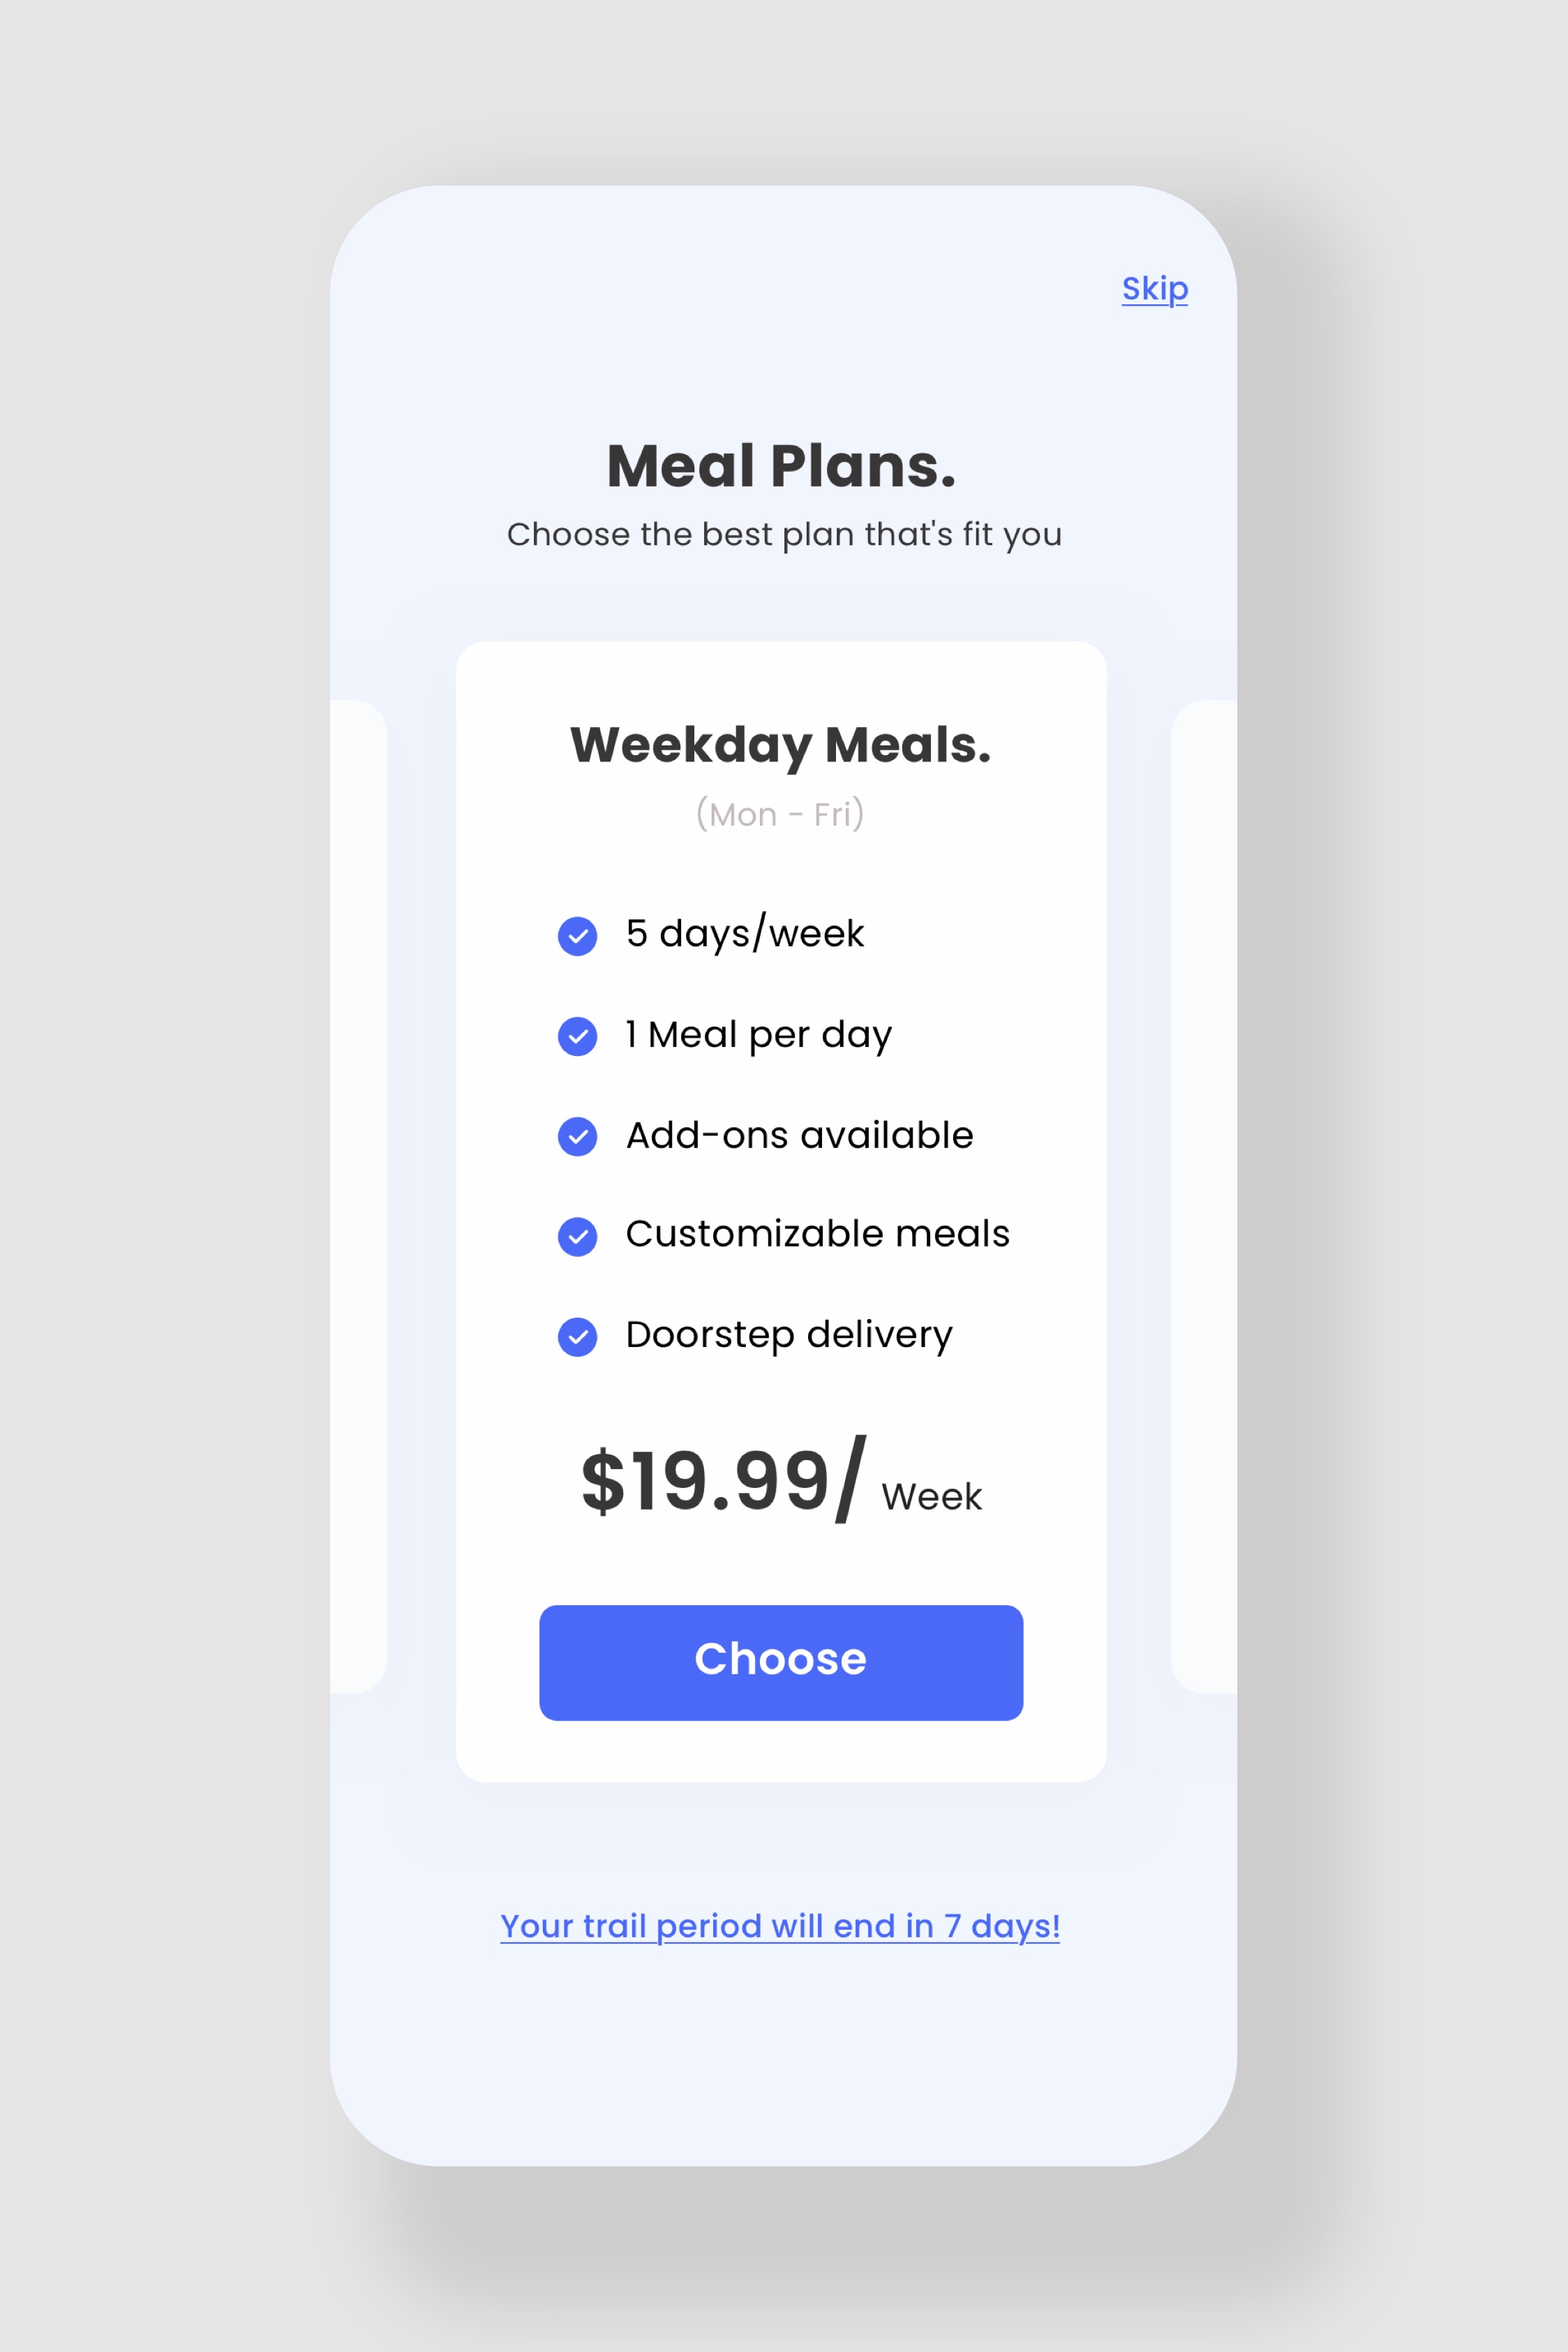 Skip
Meal Plans.
Choose the best plan that's fit you
Weekday Meals.
(Mon - Fri)
5 days/week
1 Meal per day
Add-ons available
Customizable meals
Doorstep delivery
$19.99/ Week
Choose
Your trail period will end in 7 days!